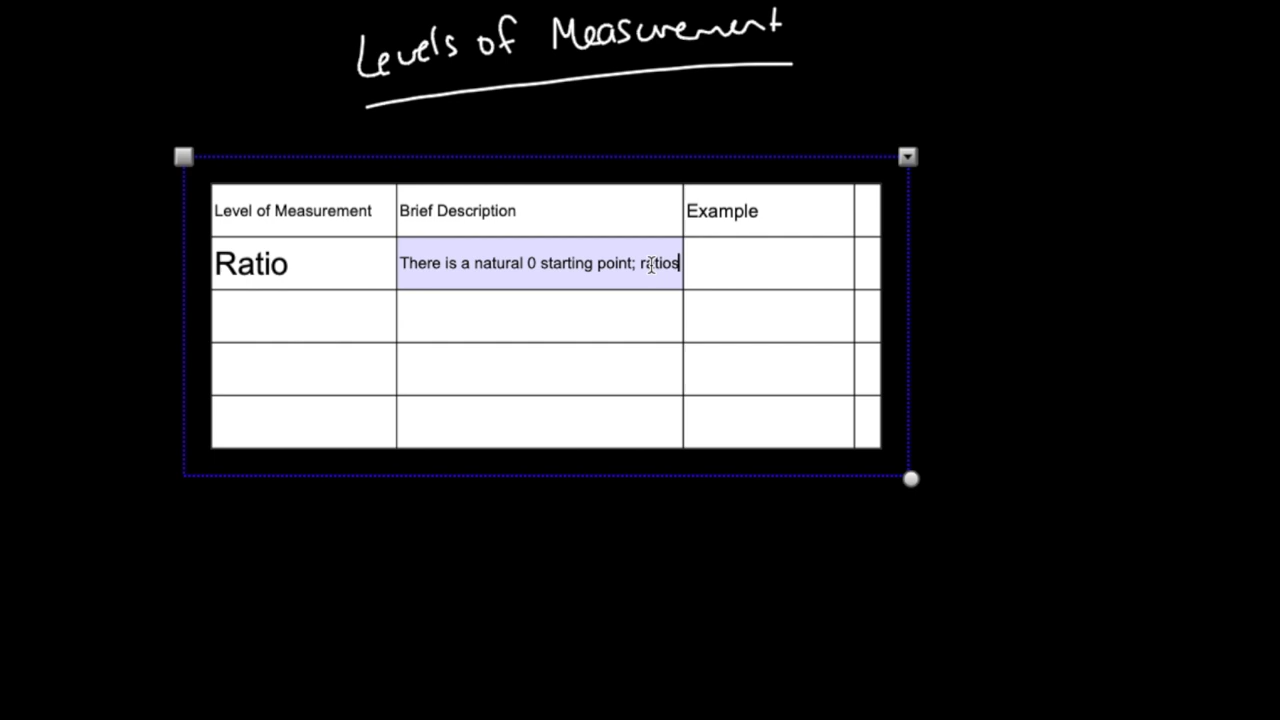 Levels of Measurement
Level of Measurement Brief Description Example
Ratio There is a natural 0 starting point; ratios